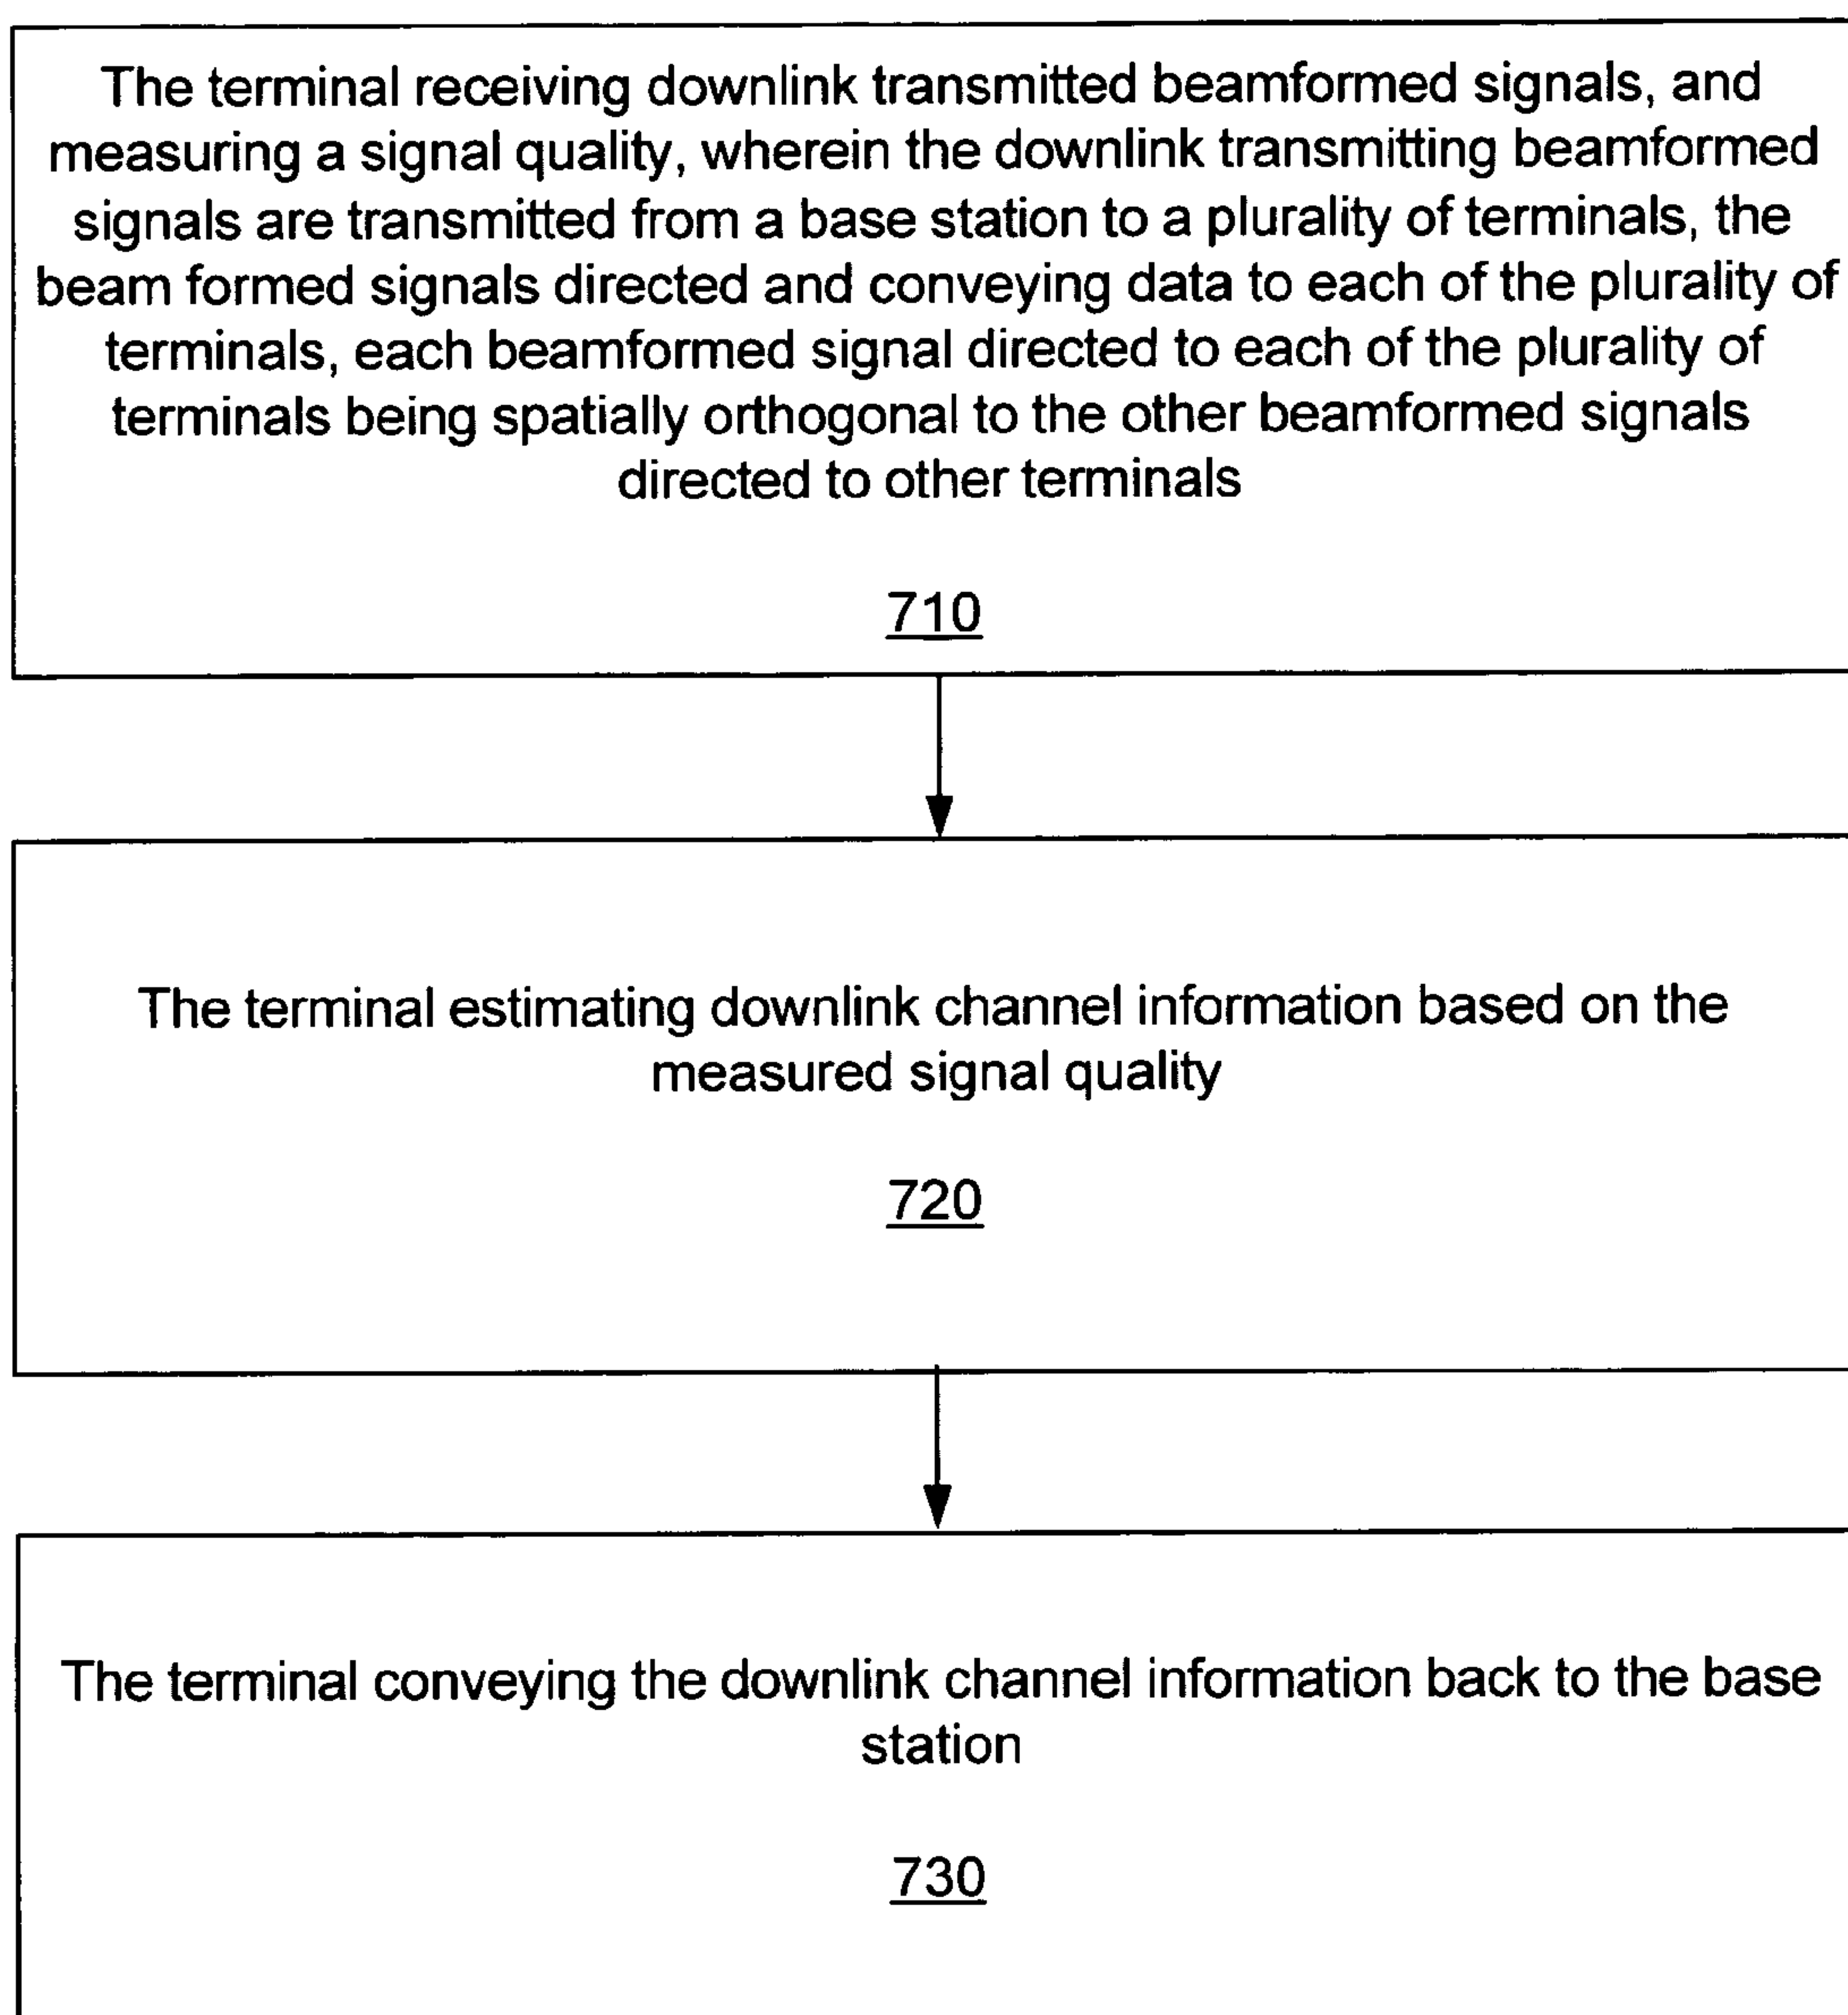 The terminal receiving downlink transmitted beamformed signals, and
measuring a signal quality, wherein the downlink transmitting beamformed
signals are transmitted from a base station to a plurality of terminals, the
beam formed signals directed and conveying data to each of the plurality of
terminals, each beamformed signal directed to each of the plurality of
terminals being spatially orthogonal to the other beamformed signals
directed to other terminals
710
The terminal estimating downlink channel information based on the
measured signal quality
720
The terminal conveying the downlink channel information back to the base
station
730